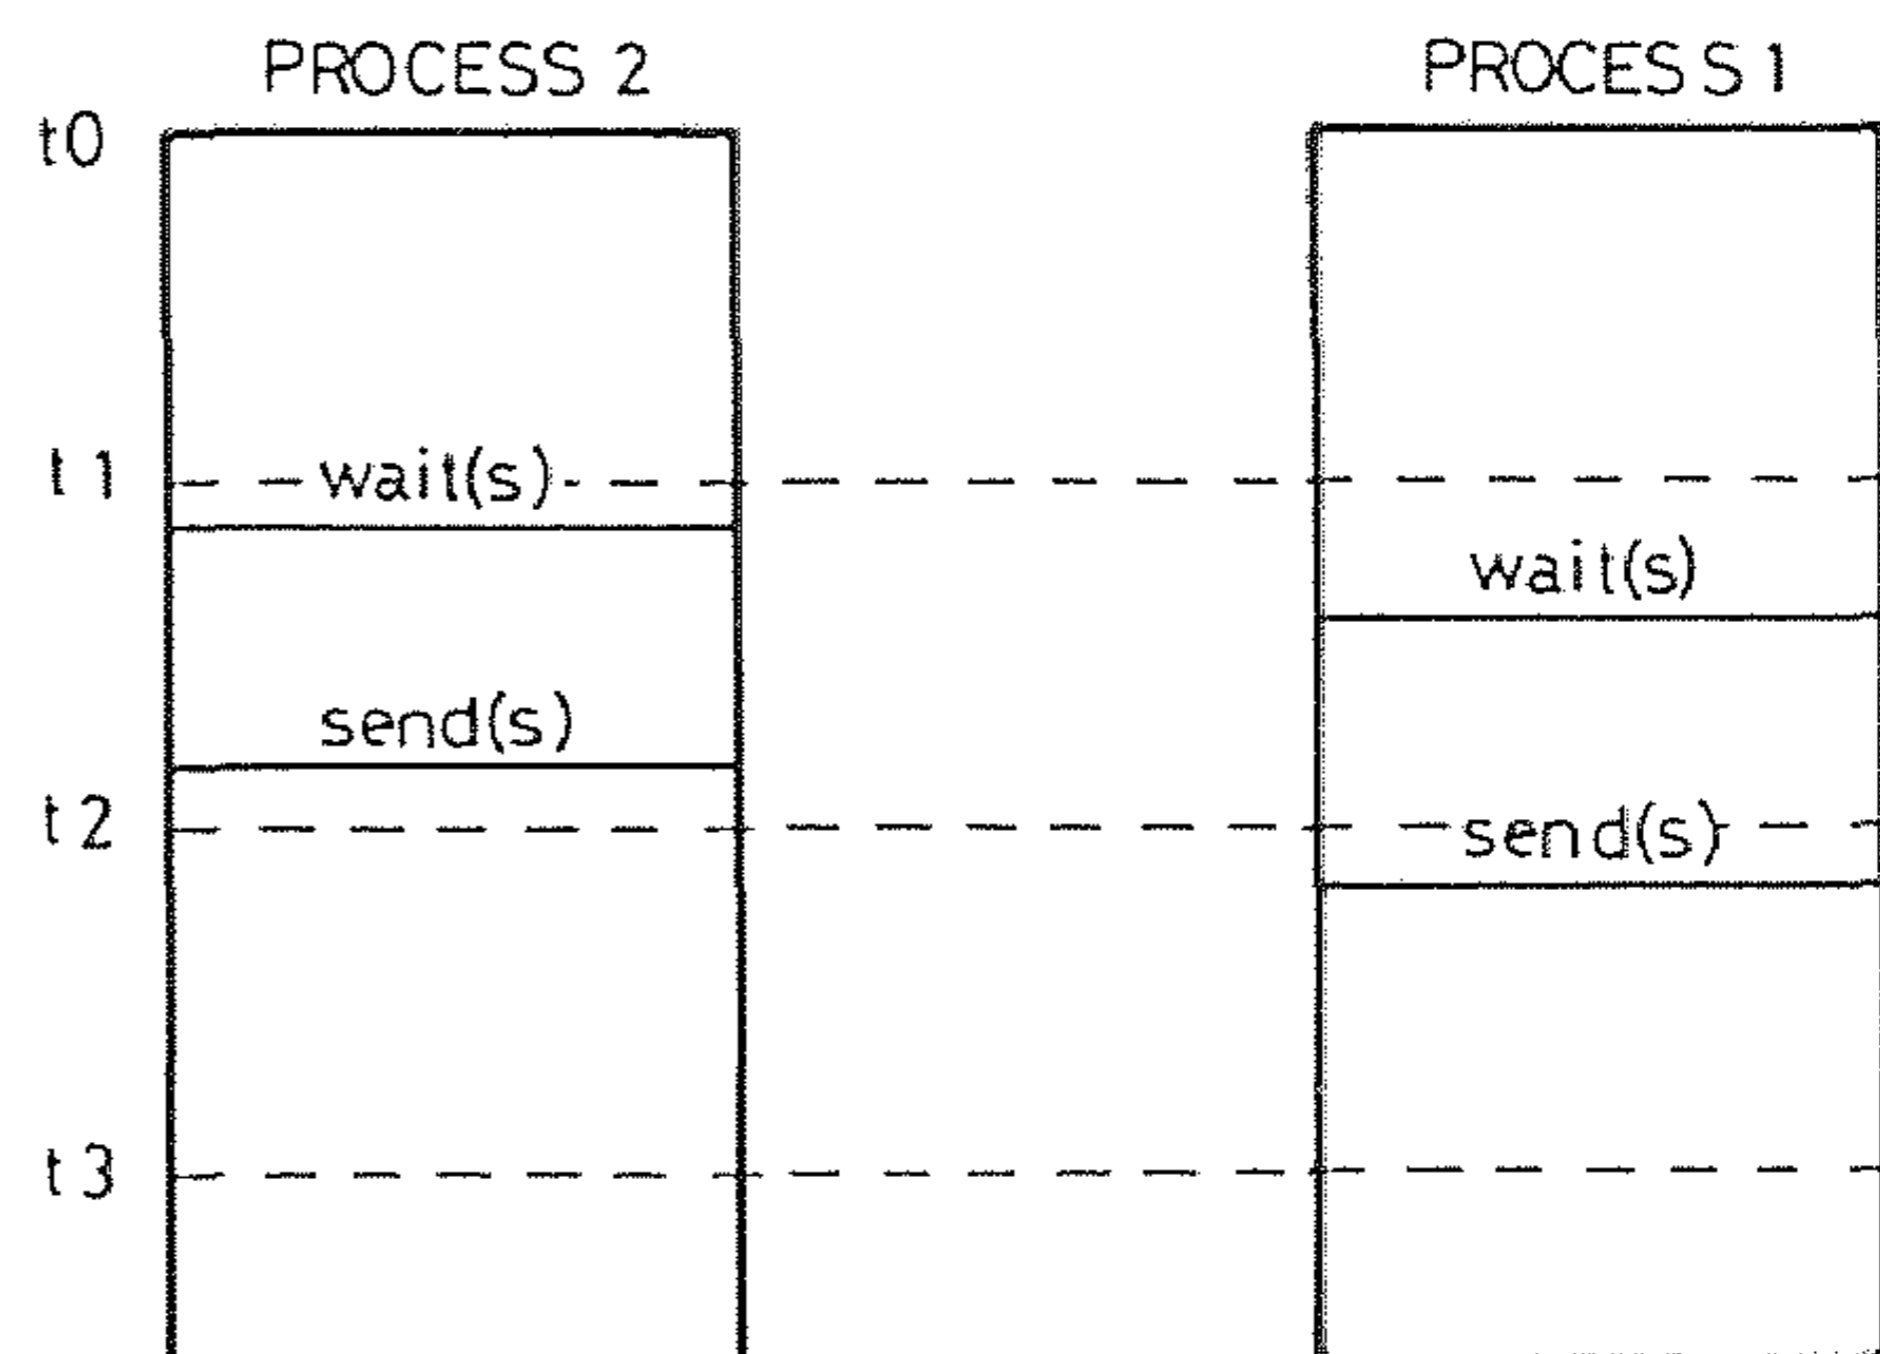 PROCESS 2
PROCESS 1
t0
t1
wait(s)
wait(s)
send(s)
t2
send(s)
t3